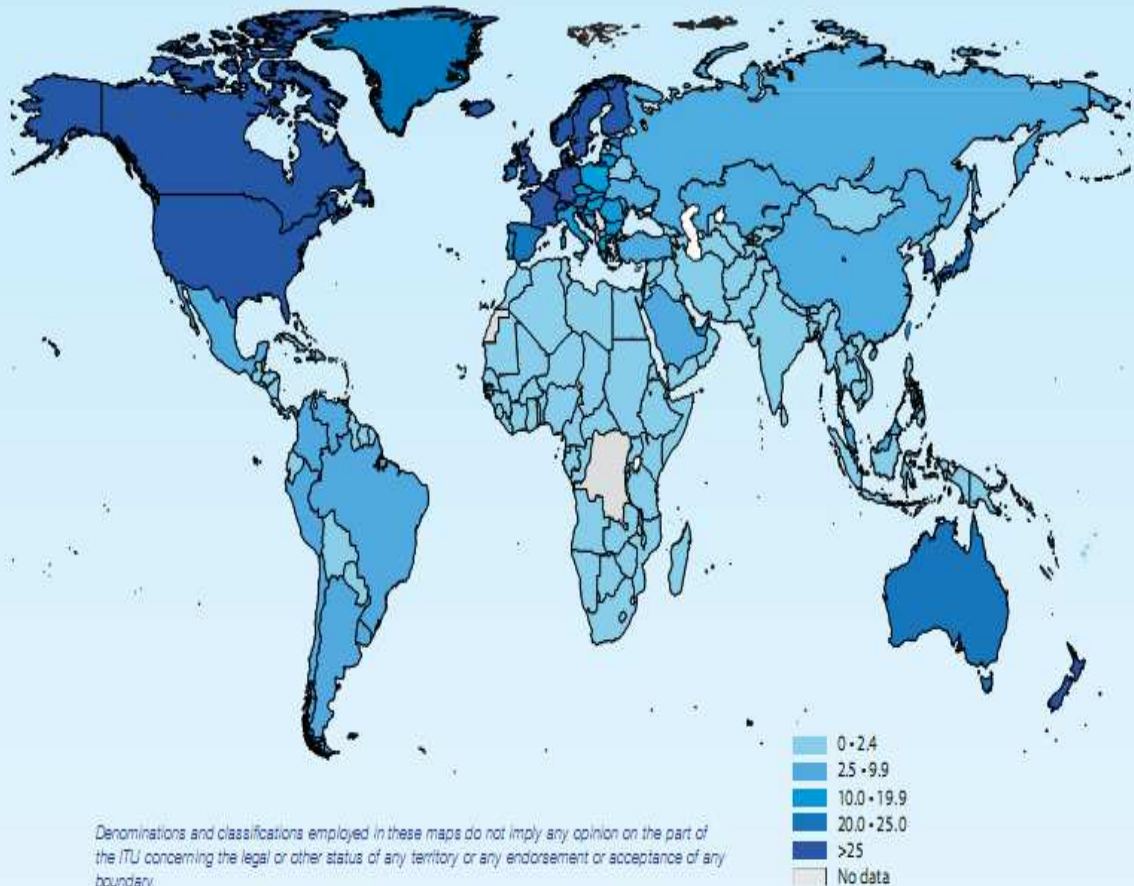 0 • 2.4
2.5 • 9.9
10.0 • 19.9
20.0 • 25.0
>25
No data
Denominations and classifications employed in these maps do not imply any opinion on the part of
the ITU concerning the legal or other status of any territory or any endorsement or acceptance of any
boundary